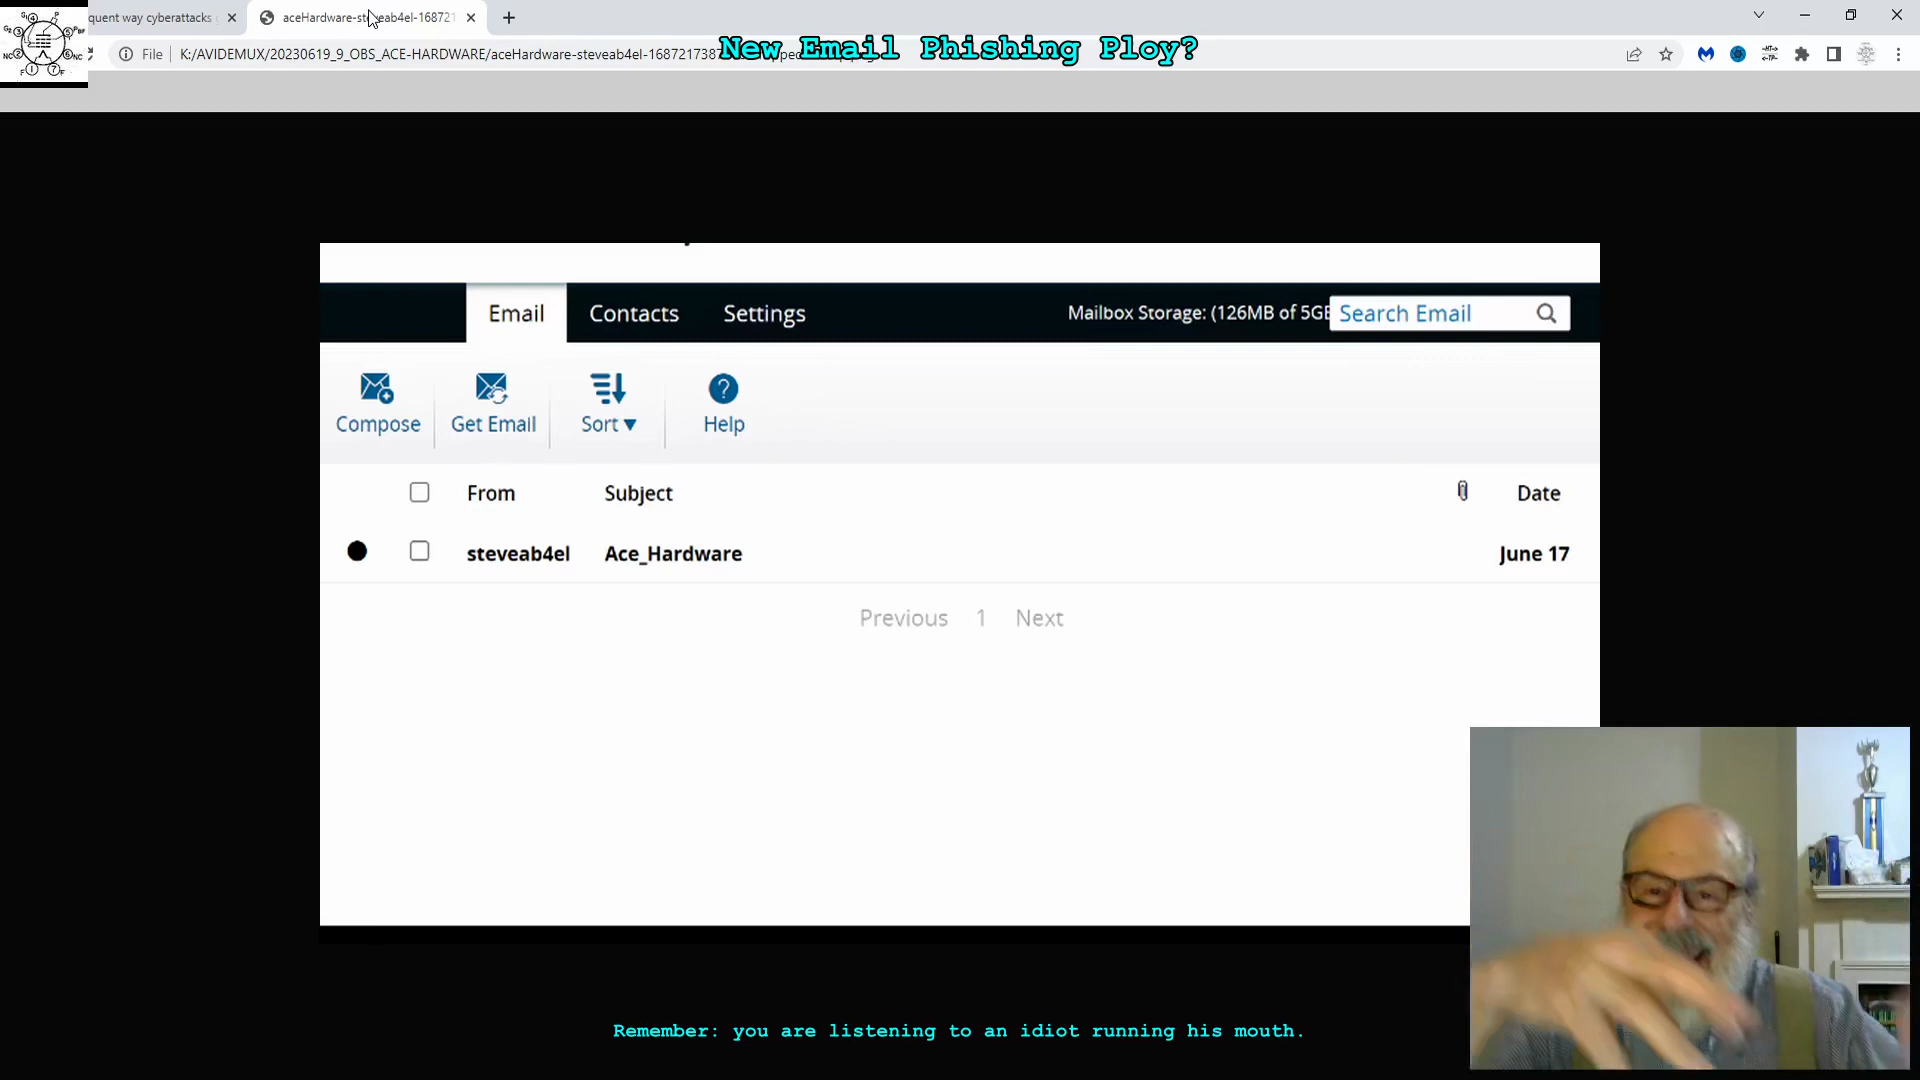 quent way cyberattacks
aceHardware-steveab4el-168721
File
K:/AVIDEMUX/20230619_9_OBS_ACE-HARDWARE/aceHardware-steveab4el-168721738
New Email Phishing Ploy?
Email Contacts Settings Mailbox Storage: (126MB of 5GB Search Email
Compose Get Email Sort Help
From Subject Date
steveab4el Ace_Hardware June 17
Previous 1 Next
Remember: you are listening to an idiot running his mouth.